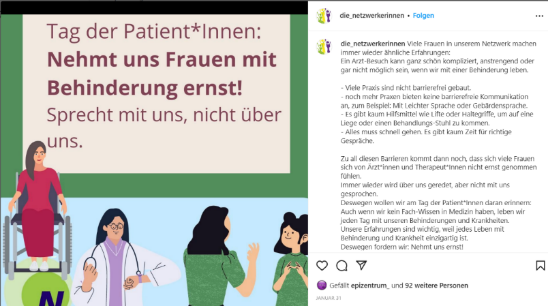 Tag der Patient*Innen:
Nehmt uns Frauen mit
Behinderung ernst!
Sprecht mit uns, nicht über
uns.
N
die_netzwerkerinnen • Folgen
die_netzwerkerinnen Viele Frauen in unserem Netzwerk machen
immer wieder ähnliche Erfahrungen:
Ein Arzt-Besuch kann ganz schön kompliziert, anstrengend oder
gar nicht möglich sein, wenn wir mit einer Behinderung leben.
- Viele Praxis sind nicht barrierefrei gebaut.
- noch mehr Praxen bieten keine barrierefreie Kommunikation
an, zum Beispiel: Mit Leichter Sprache oder Gebärdensprache.
- Es gibt kaum Hilfsmittel wie Lifte oder Haltegriffe, um auf eine
Liege oder einen Behandlungs-Stuhl zu kommen.
- Alles muss schnell gehen. Es gibt kaum Zeit für richtige
Gespräche.
Zu all diesen Barrieren kommt dann noch, dass sich viele Frauen
sich von Ärzt*innen und Therapeut*Innen nicht ernst genommen
fühlen.
Immer wieder wird über uns geredet, aber nicht mit uns
gesprochen.
Deswegen wollen wir am Tag der Patient*Innen daran erinnern:
Auch wenn wir kein Fach-Wissen in Medizin haben, leben wir
jeden Tag mit unseren Behinderungen und Krankheiten.
Unsere Erfahrungen sind wichtig, weil jedes Leben mit
Behinderung und Krankheit einzigartig ist.
Deswegen fordern wir: Nehmt uns ernst!
Gefällt epizentrum_ und 92 weitere Personen